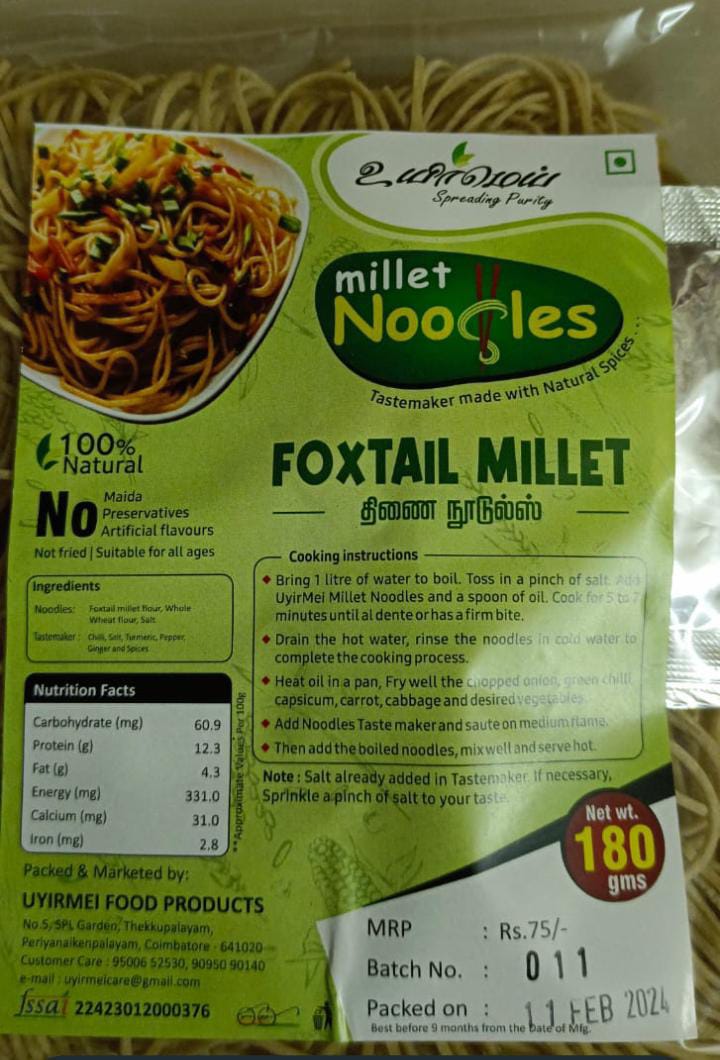 உயிர்மெய்
Spreading Purity
millet
Noodles
Tastemaker made with Natural Spices...
100%
Natural
No Maida
Preservatives
Artificial flavours
Not fried | Suitable for all ages
FOXTAIL MILLET
திணை நூடுல்ஸ்
Ingredients
Noodles: Foxtail millet flour, Whole
Wheat flour, Salt
Tastemaker : Chilli, Salt, Turmeric, Pepper,
Ginger and Spices
Nutrition Facts
Carbohydrate (mg) 60.9
Protein (g) 12.3
Fat (g) 4.3
Energy (mg) 331.0
Calcium (mg) 31.0
Iron (mg) 2.8
**Approximate Values Per 100g
Cooking instructions
Bring 1 litre of water to boil. Toss in a pinch of salt. Add
UyirMei Millet Noodles and a spoon of oil. Cook for 5 to 7
minutes until al dente or has a firm bite.
Drain the hot water, rinse the noodles in cold water to
complete the cooking process.
Heat oil in a pan, Fry well the chopped onion, green chilli,
capsicum, carrot, cabbage and desired vegetables.
Add Noodles Taste maker and saute on medium flame.
Then add the boiled noodles, mix well and serve hot.
Note : Salt already added in Tastemaker. If necessary,
Sprinkle a pinch of salt to your taste.
Net wt.
180
gms
Packed & Marketed by:
UYIRMEI FOOD PRODUCTS
No.5, SPL Garden, Thekkupalayam,
Periyanaikenpalayam, Coimbatore - 641020
Customer Care : 95006 52530, 90950 90140
e-mail : uyirmeicare@gmail.com
fssai 22423012000376
MRP : Rs.75/-
Batch No. : 011
Packed on : 11 FEB 2024
Best before 9 months from the Date of Mfg.